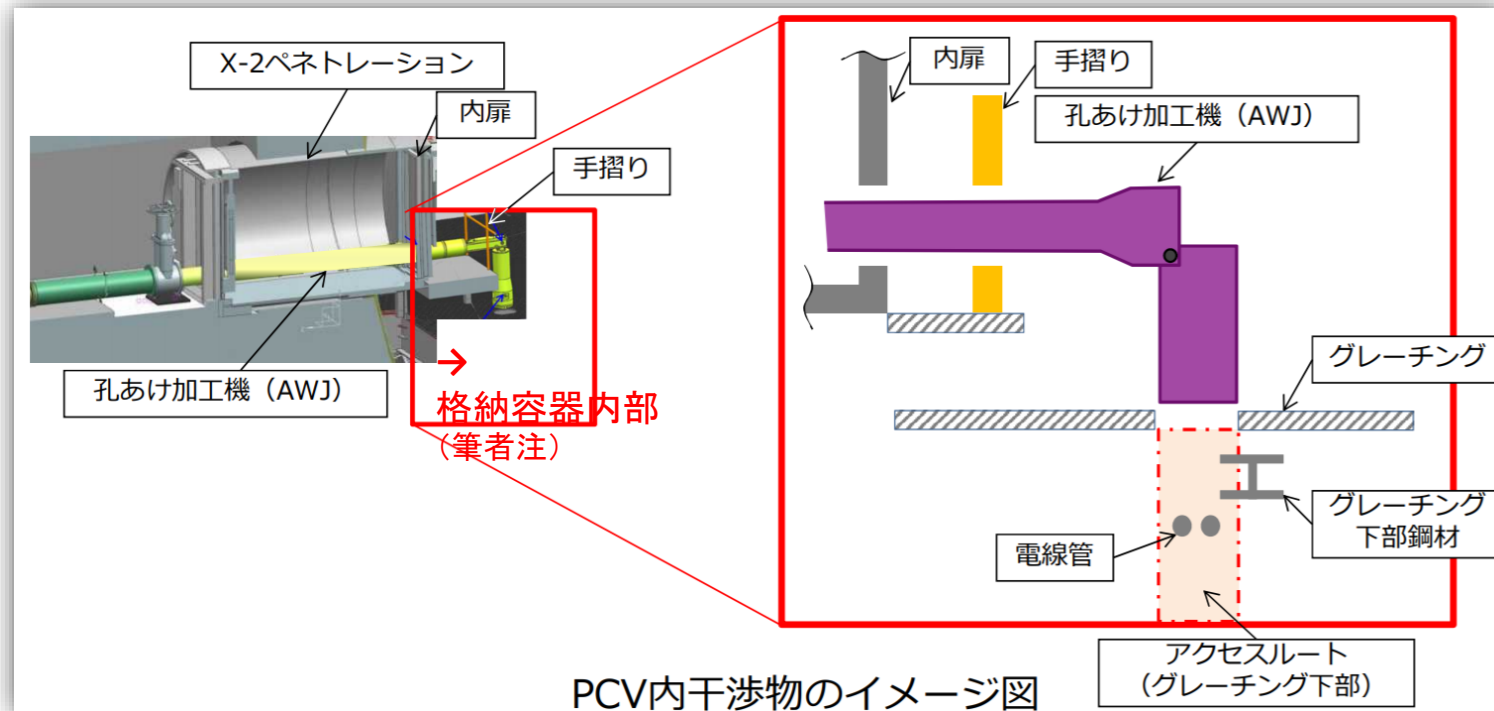 X-2ペネトレーション
内扉
手摺り
孔あけ加工機（AWJ）
→
格納容器内部
（筆者注）
内扉
手摺り
孔あけ加工機（AWJ）
グレーチング
グレーチング
下部鋼材
電線管
アクセスルート
（グレーチング下部）
PCV内干渉物のイメージ図